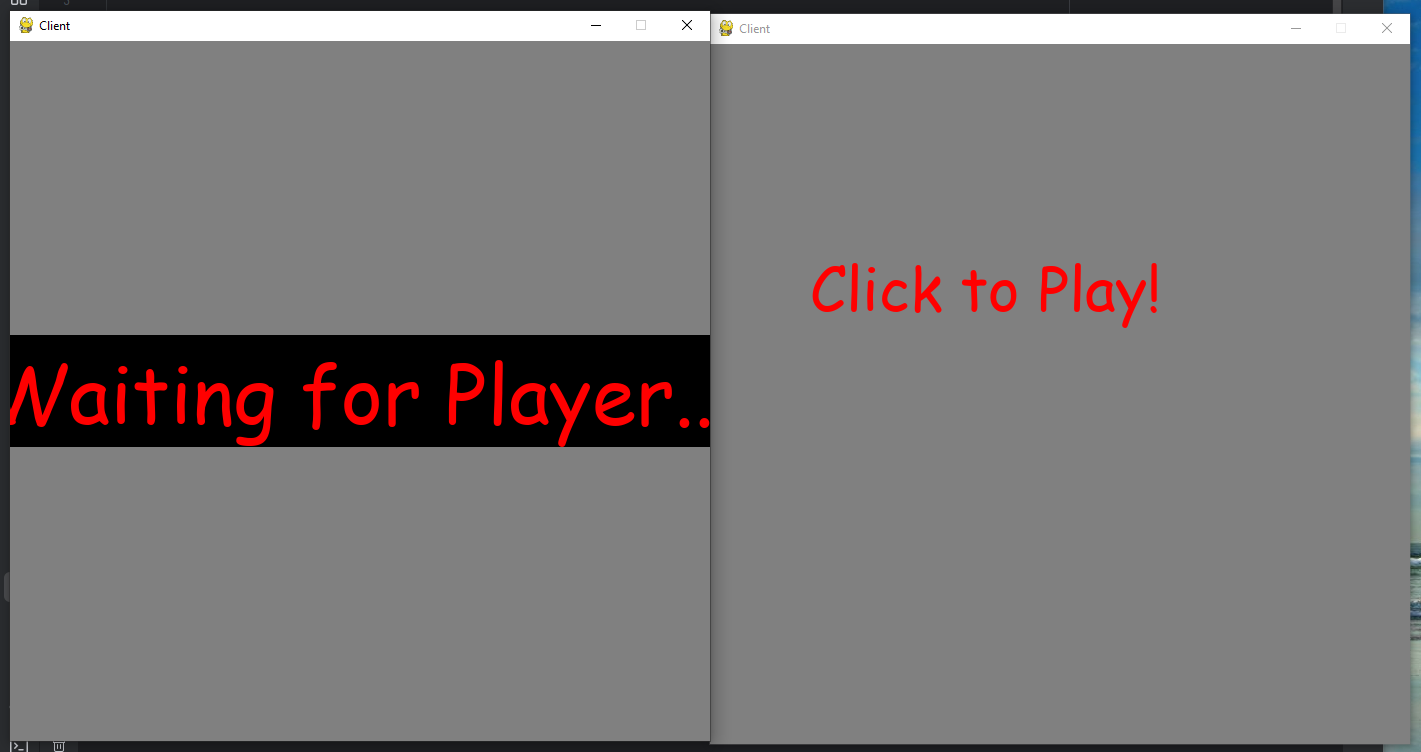 Client
Waiting for Player..
Client
Click to Play!